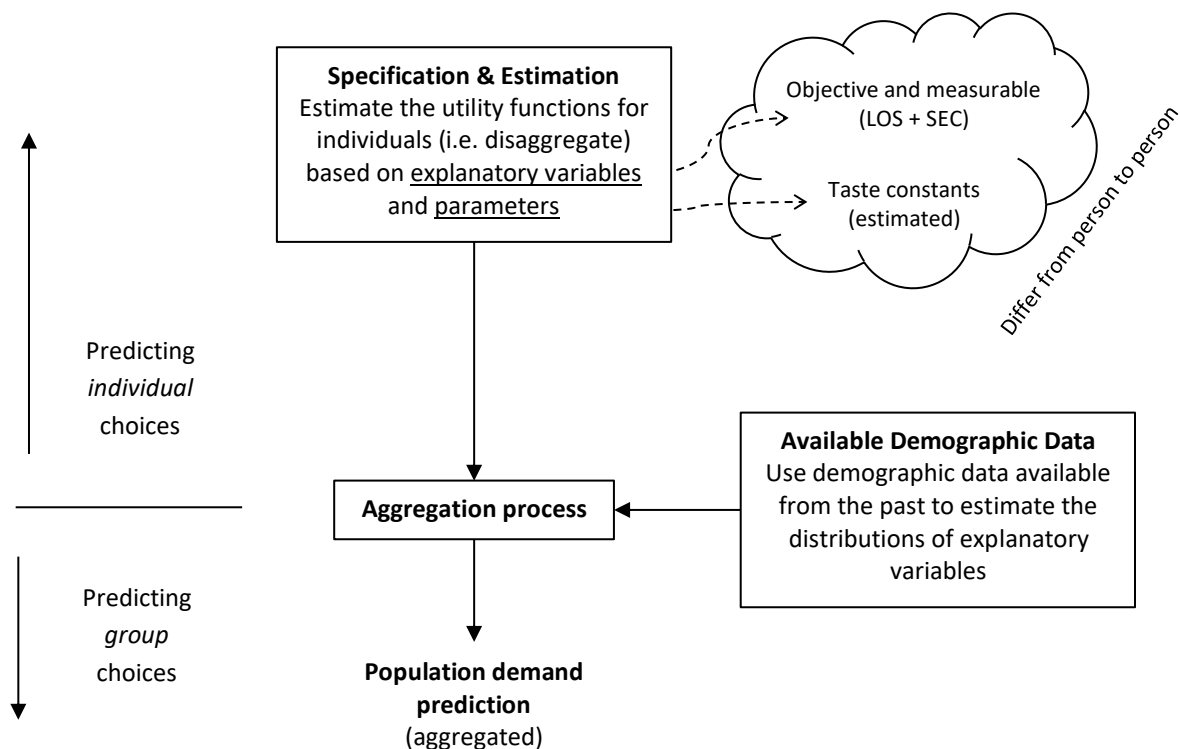 Specification & Estimation
Estimate the utility functions for
individuals (i.e. disaggregate)
based on explanatory variables
and parameters
Objective and measurable
(LOS + SEC)
Taste constants
(estimated)
Differ from person to person
Predicting
individual
choices
Available Demographic Data
Use demographic data available
from the past to estimate the
distributions of explanatory
variables
Aggregation process
Predicting
group
choices
Population demand
prediction
(aggregated)